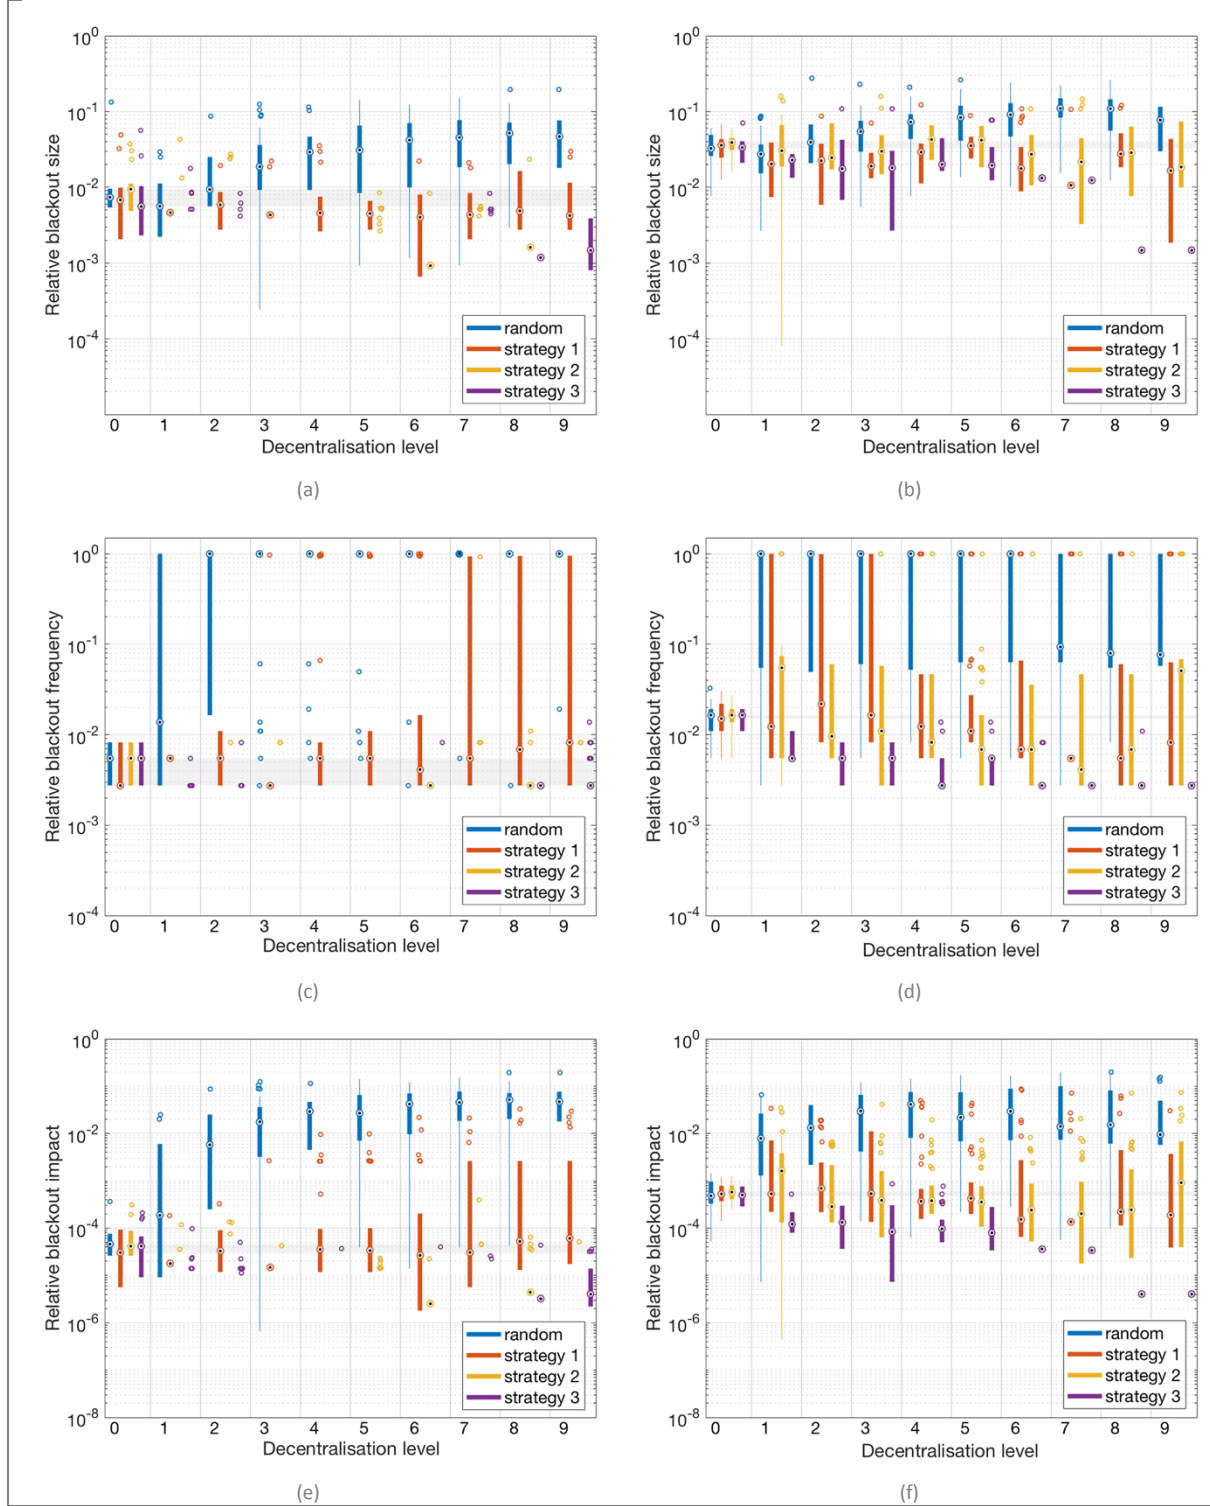 10^0
10^-1
10^-2
10^-3
10^-4
Relative blackout size
random
strategy 1
strategy 2
strategy 3
0 1 2 3 4 5 6 7 8 9
Decentralisation level
(a)
10^0
10^-1
10^-2
10^-3
10^-4
Relative blackout size
random
strategy 1
strategy 2
strategy 3
0 1 2 3 4 5 6 7 8 9
Decentralisation level
(b)
10^0
10^-1
10^-2
10^-3
10^-4
Relative blackout frequency
random
strategy 1
strategy 2
strategy 3
0 1 2 3 4 5 6 7 8 9
Decentralisation level
(c)
10^0
10^-1
10^-2
10^-3
10^-4
Relative blackout frequency
random
strategy 1
strategy 2
strategy 3
0 1 2 3 4 5 6 7 8 9
Decentralisation level
(d)
10^0
10^-2
10^-4
10^-6
10^-8
Relative blackout impact
random
strategy 1
strategy 2
strategy 3
0 1 2 3 4 5 6 7 8 9
Decentralisation level
(e)
10^0
10^-2
10^-4
10^-6
10^-8
Relative blackout impact
random
strategy 1
strategy 2
strategy 3
0 1 2 3 4 5 6 7 8 9
Decentralisation level
(f)